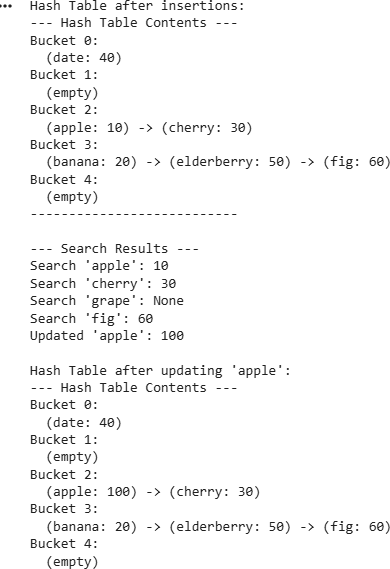 Hash Table after insertions:
--- Hash Table Contents ---
Bucket 0:
  (date: 40)
Bucket 1:
  (empty)
Bucket 2:
  (apple: 10) -> (cherry: 30)
Bucket 3:
  (banana: 20) -> (elderberry: 50) -> (fig: 60)
Bucket 4:
  (empty)
---------------------------

--- Search Results ---
Search 'apple': 10
Search 'cherry': 30
Search 'grape': None
Search 'fig': 60
Updated 'apple': 100

Hash Table after updating 'apple':
--- Hash Table Contents ---
Bucket 0:
  (date: 40)
Bucket 1:
  (empty)
Bucket 2:
  (apple: 100) -> (cherry: 30)
Bucket 3:
  (banana: 20) -> (elderberry: 50) -> (fig: 60)
Bucket 4:
  (empty)